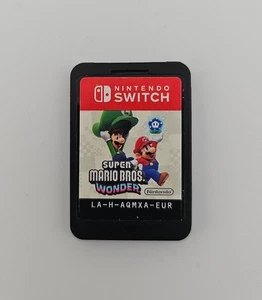 NINTENDO
SWITCH
SUPER
MARIO BROS.
WONDER
Nintendo
LA-H-AQMXA-EUR